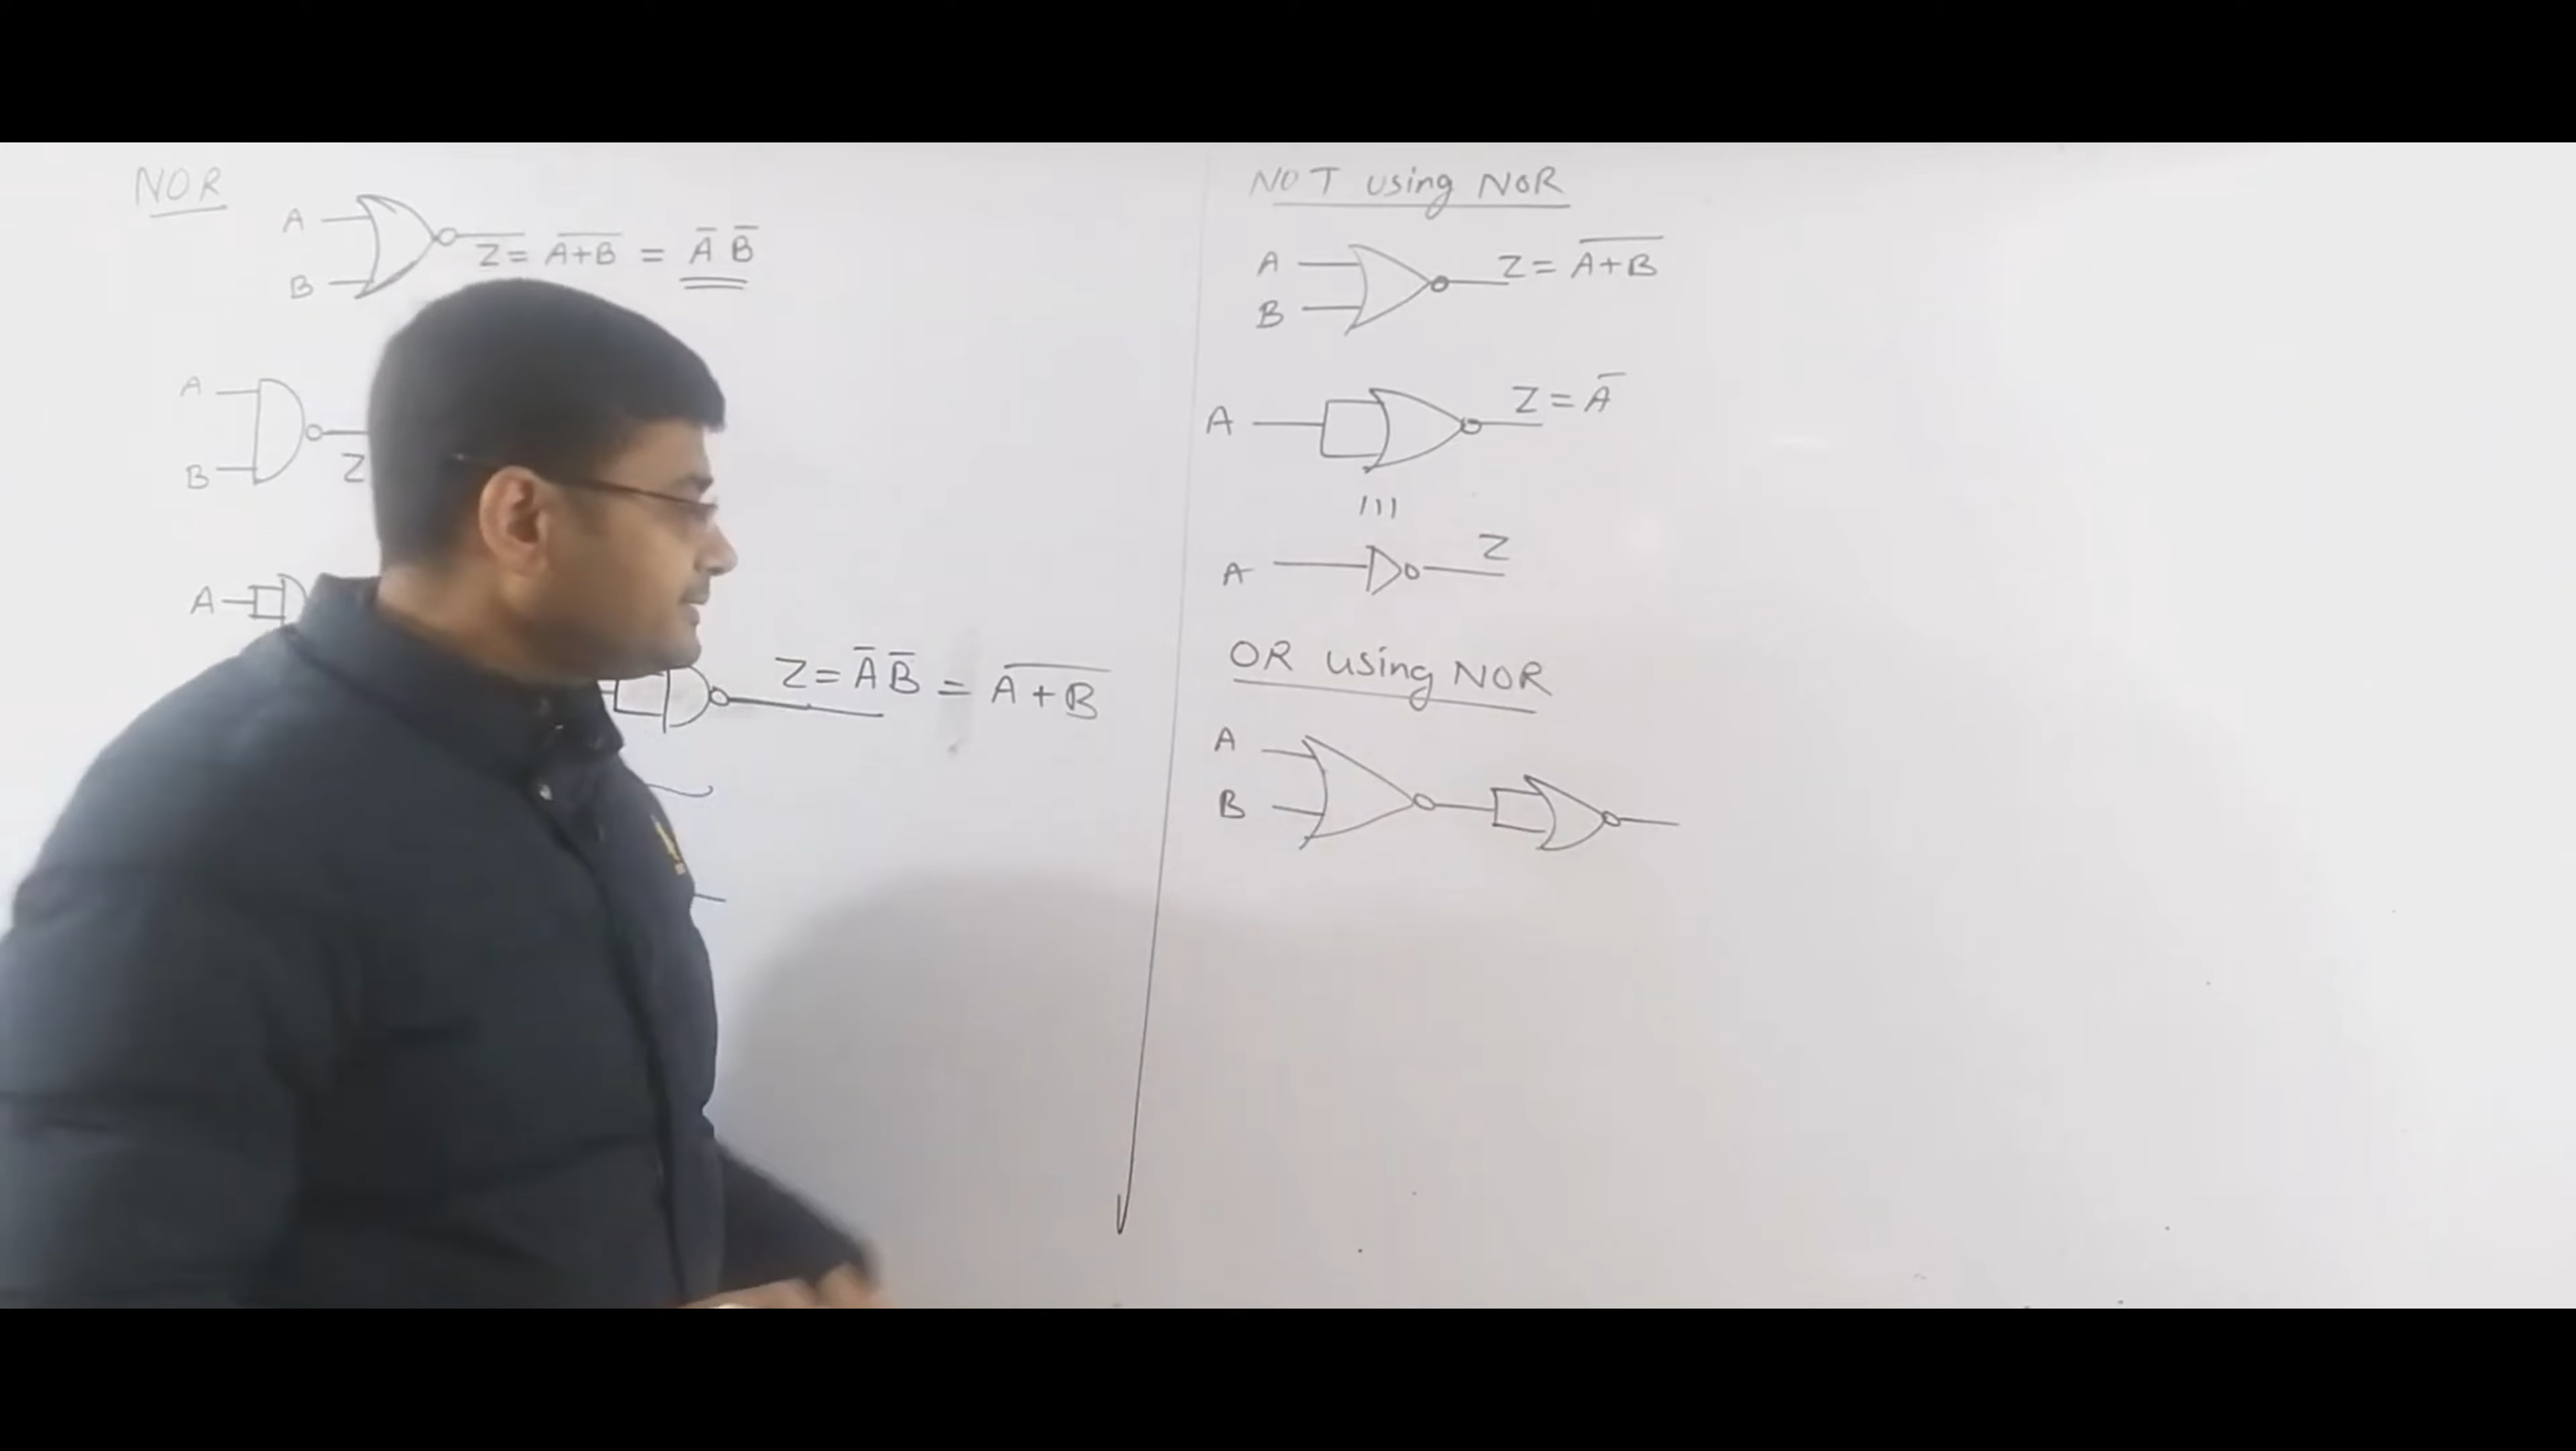 NOR
A
B
Z = A̅+̅B̅ = A̅ B̅
A
B
Z
A
Z = A̅ B̅ = A̅+̅B̅
NOT using NOR
A
B
Z = A̅+̅B̅
A
Z = A̅
A
Z
OR using NOR
A
B